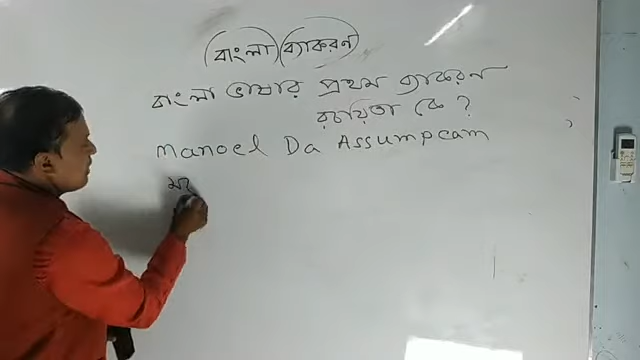 (বাংলা) (ব্যাকরণ)
বাংলা ভাষার প্রথম ব্যাকরণ
রচয়িতা কে ?
Manoel Da Assumpcam